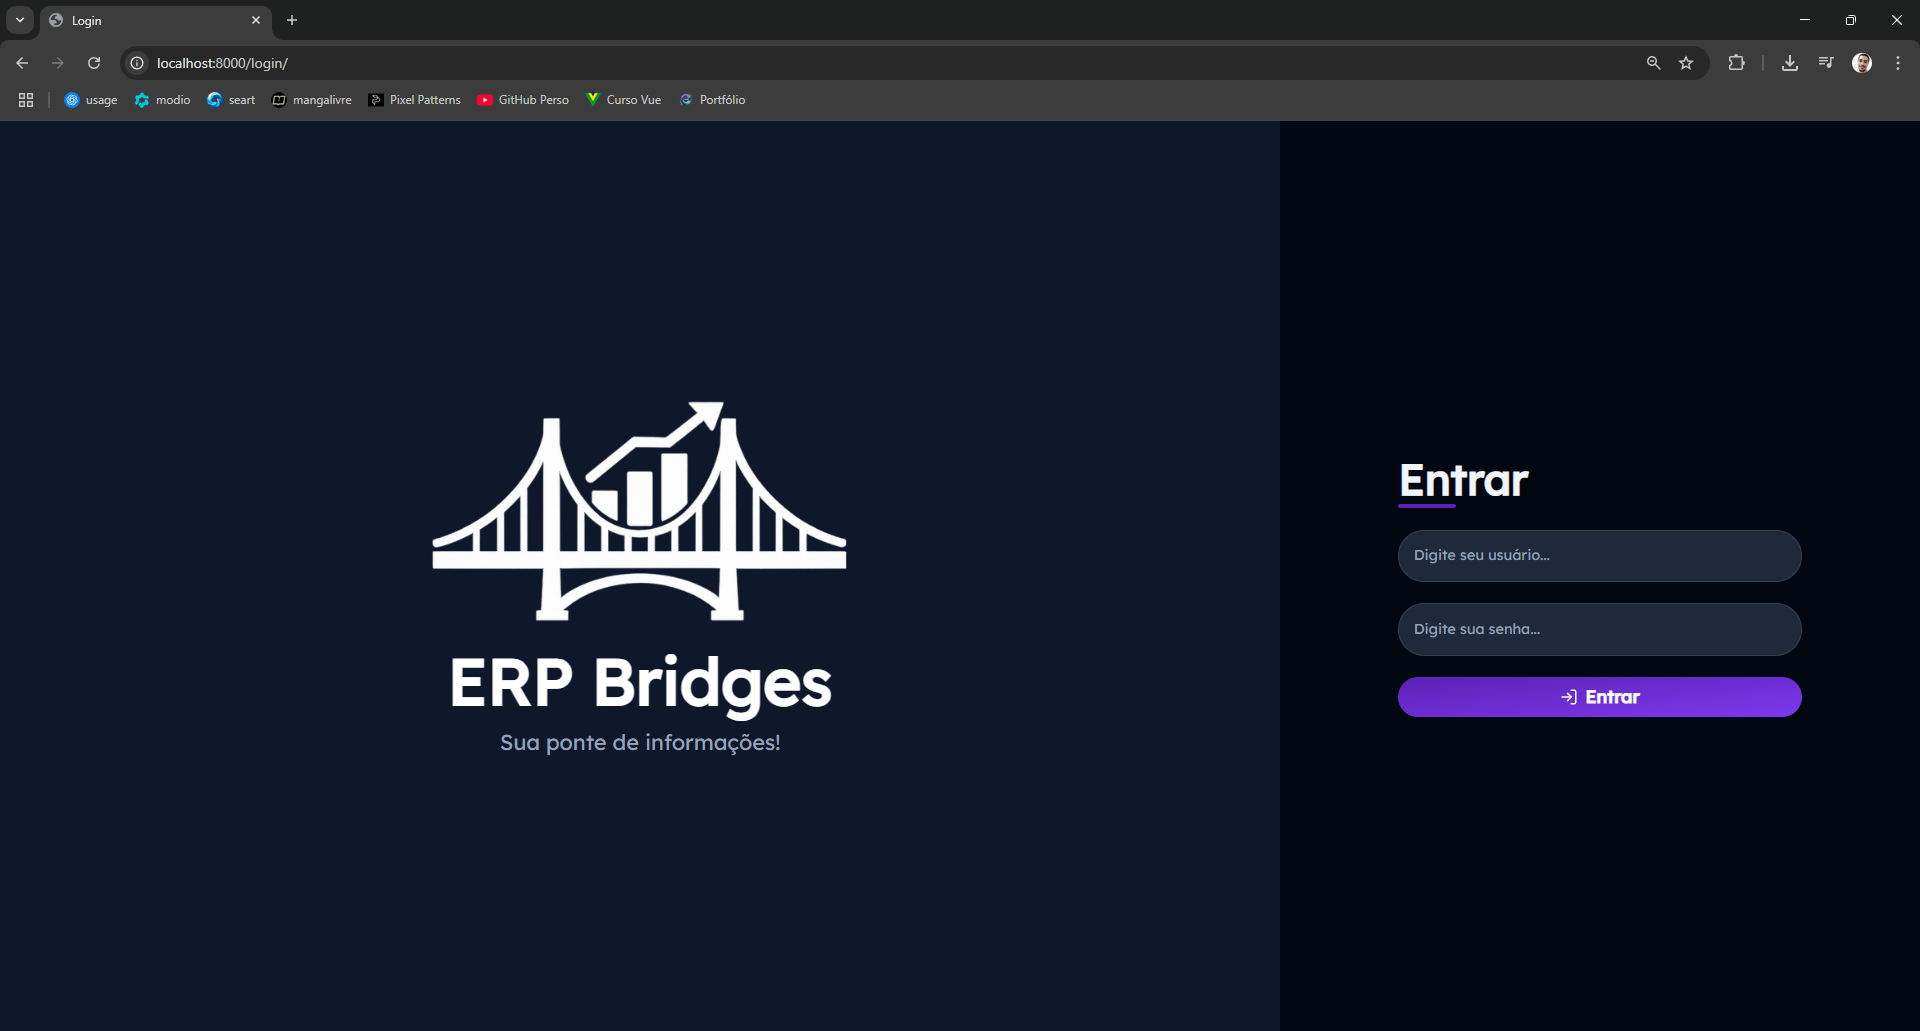 Login
localhost:8000/login/
usage modio seart mangalivre Pixel Patterns GitHub Perso Curso Vue Portfólio
ERP Bridges
Sua ponte de informações!
Entrar
Digite seu usuário...
Digite sua senha...
Entrar